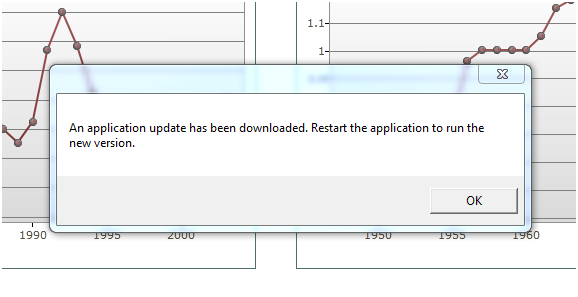 1.1
1
An application update has been downloaded. Restart the application to run the
new version.
OK
1990 1995 2000 1950 1955 1960